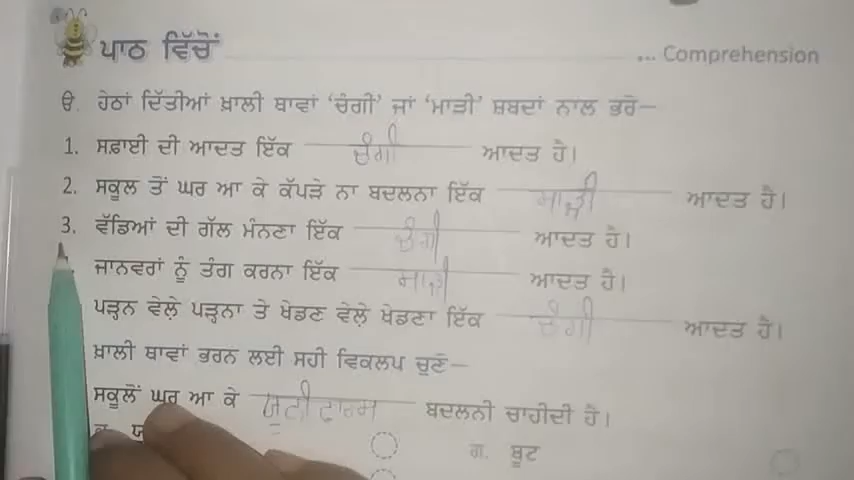 ਪਾਠ ਵਿੱਚੋਂ ... Comprehension
ੳ. ਹੇਠਾਂ ਦਿੱਤੀਆਂ ਖ਼ਾਲੀ ਥਾਵਾਂ 'ਚੰਗੀ' ਜਾਂ 'ਮਾੜੀ' ਸ਼ਬਦਾਂ ਨਾਲ ਭਰੋ—
1. ਸਫ਼ਾਈ ਦੀ ਆਦਤ ਇੱਕ ਚੰਗੀ ਆਦਤ ਹੈ।
2. ਸਕੂਲ ਤੋਂ ਘਰ ਆ ਕੇ ਕੱਪੜੇ ਨਾ ਬਦਲਨਾ ਇੱਕ ਮਾੜੀ ਆਦਤ ਹੈ।
3. ਵੱਡਿਆਂ ਦੀ ਗੱਲ ਮੰਨਣਾ ਇੱਕ ਚੰਗੀ ਆਦਤ ਹੈ।
ਜਾਨਵਰਾਂ ਨੂੰ ਤੰਗ ਕਰਨਾ ਇੱਕ ਮਾੜੀ ਆਦਤ ਹੈ।
ਪੜ੍ਹਨ ਵੇਲ਼ੇ ਪੜ੍ਹਨਾ ਤੇ ਖੇਡਣ ਵੇਲ਼ੇ ਖੇਡਣਾ ਇੱਕ ਚੰਗੀ ਆਦਤ ਹੈ।
ਖ਼ਾਲੀ ਥਾਵਾਂ ਭਰਨ ਲਈ ਸਹੀ ਵਿਕਲਪ ਚੁਣੋ—
ਸਕੂਲੋਂ ਘਰ ਆ ਕੇ ਯੂਨੀਫ਼ਾਰਮ ਬਦਲਨੀ ਚਾਹੀਦੀ ਹੈ।
ਗ. ਬੂਟ